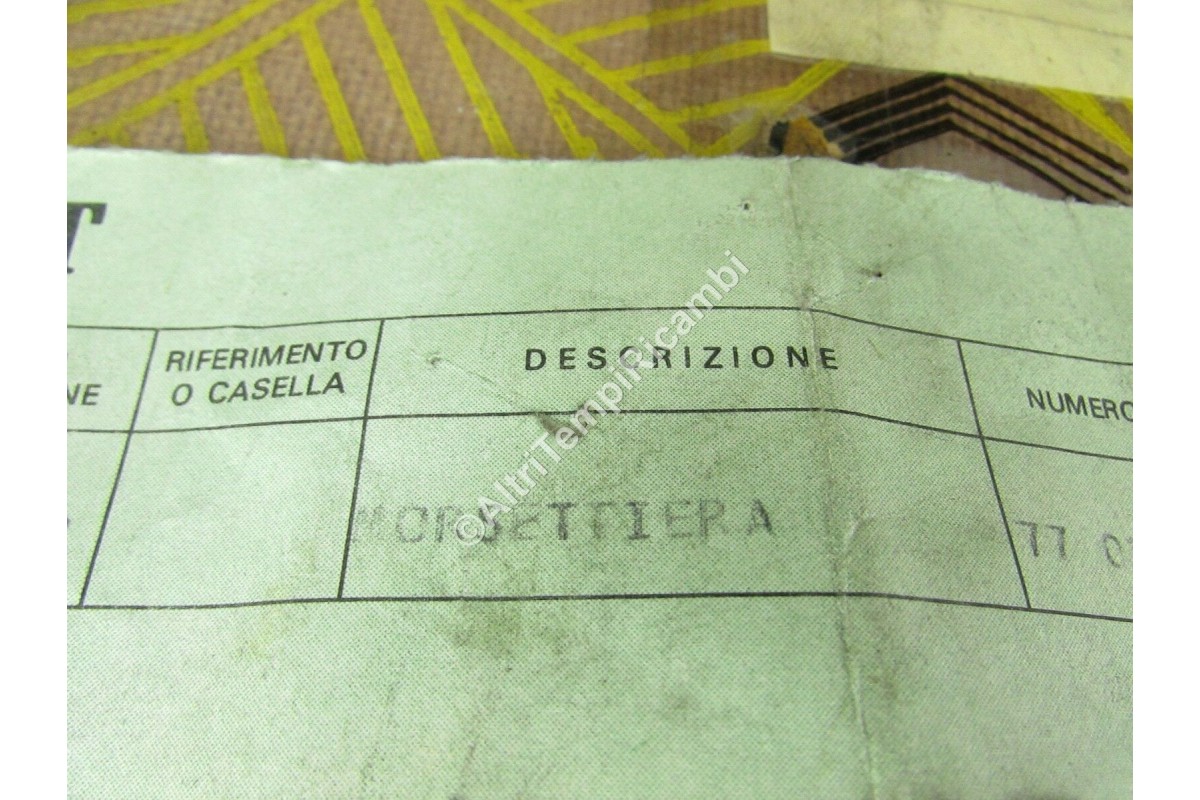 T
NE
RIFERIMENTO
O CASELLA
DESCRIZIONE
NUMERO
MORSETTIERA
77 0
©AltriTempiRicambi